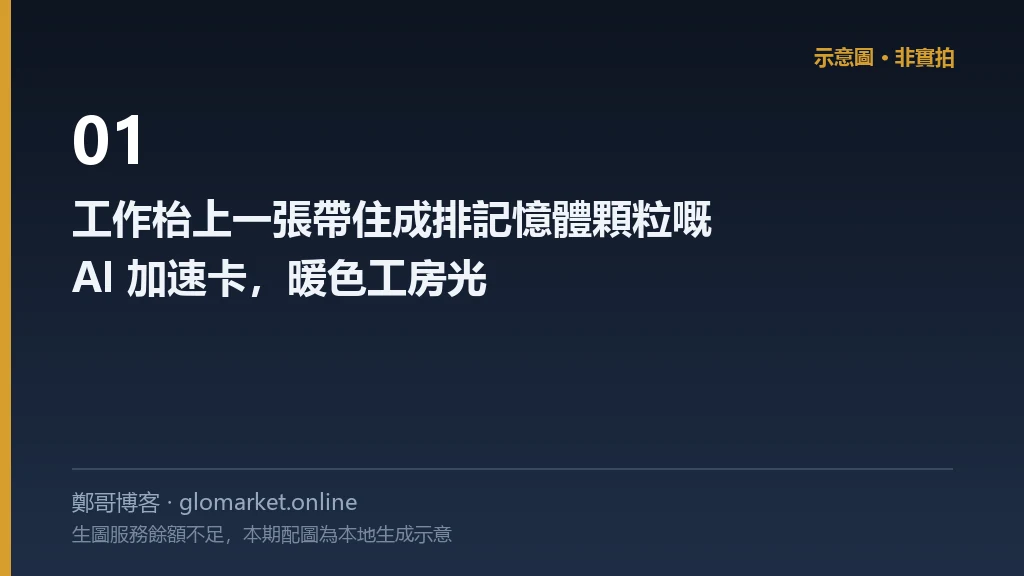 示意圖・非實拍
01
工作枱上一張帶住成排記憶體顆粒嘅
AI 加速卡，暖色工房光
鄭哥博客 · glomarket.online
生圖服務餘額不足，本期配圖為本地生成示意